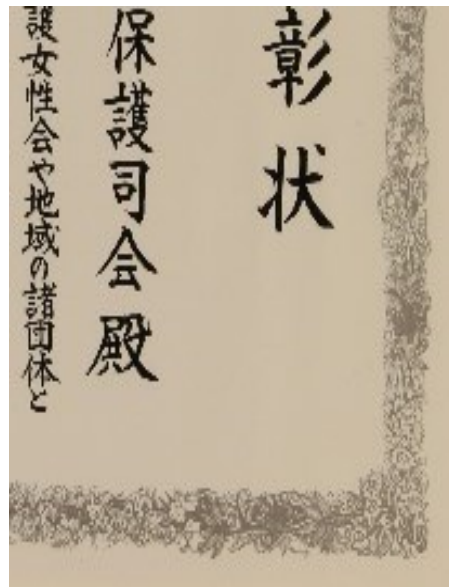 彰状
保護司会殿
護女性会や地域の諸団体と